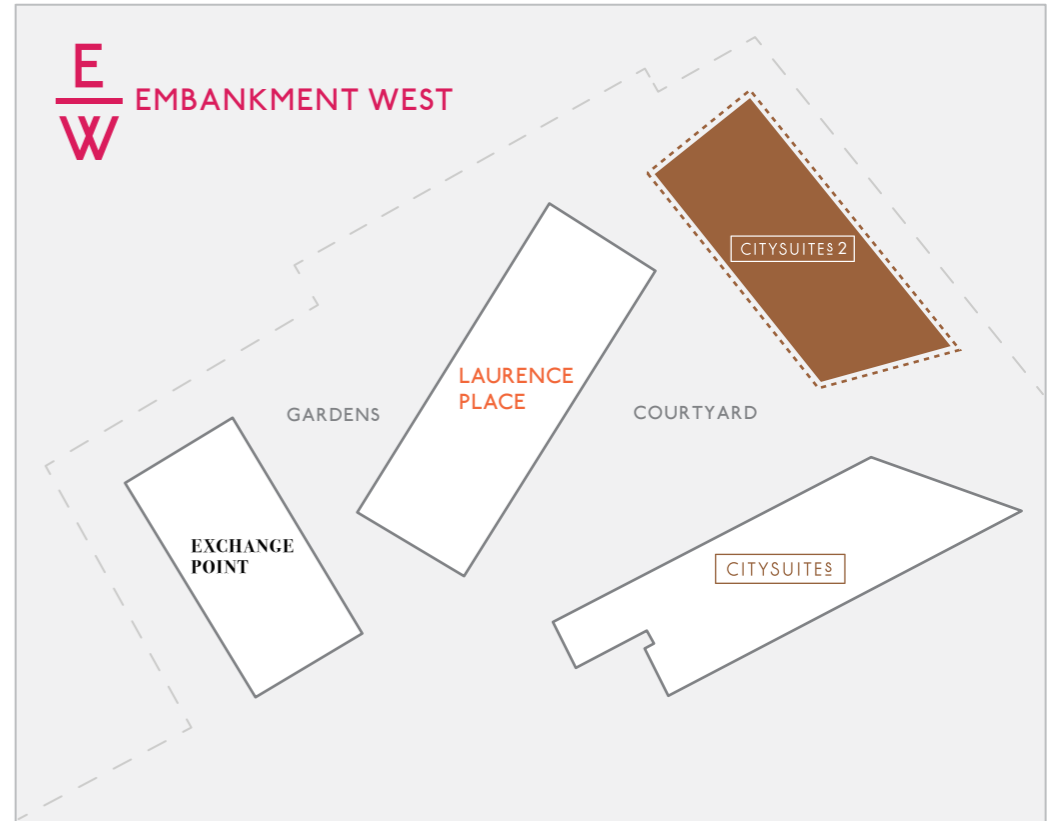 E
W
EMBANKMENT WEST
CITYSUITES 2
LAURENCE
PLACE
GARDENS
COURTYARD
EXCHANGE
POINT
CITYSUITES